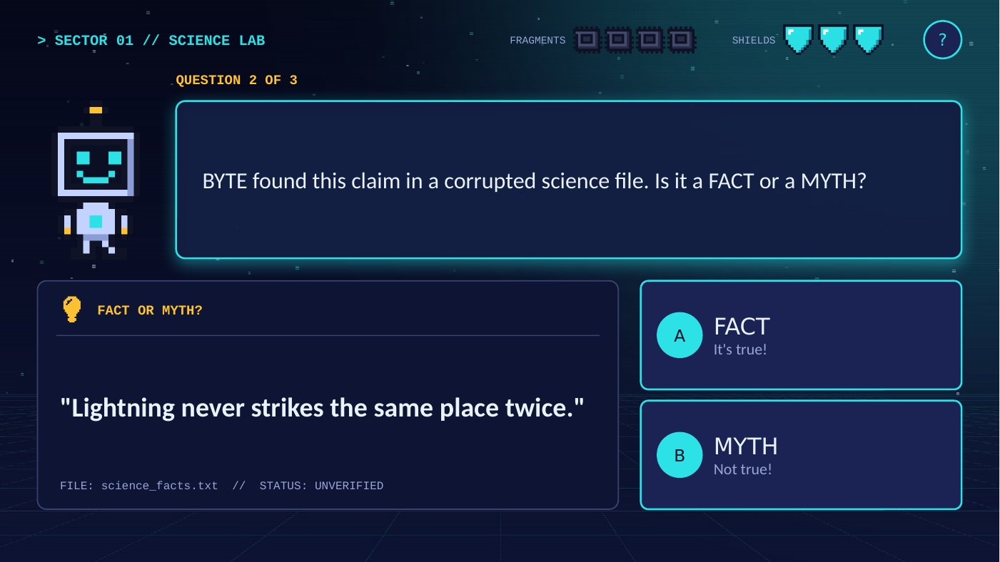 > SECTOR 01 // SCIENCE LAB
FRAGMENTS
SHIELDS
?
QUESTION 2 OF 3
BYTE found this claim in a corrupted science file. Is it a FACT or a MYTH?
FACT OR MYTH?
"Lightning never strikes the same place twice."
FILE: science_facts.txt // STATUS: UNVERIFIED
A
FACT
It's true!
B
MYTH
Not true!